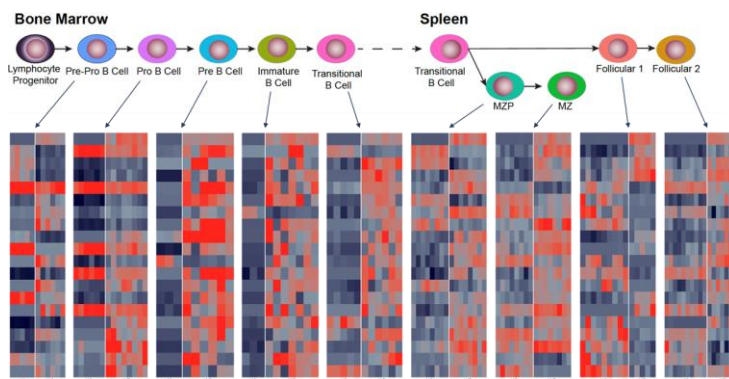 Bone Marrow
Spleen
Lymphocyte
Progenitor
Pre-Pro B Cell
Pro B Cell
Pre B Cell
Immature
B Cell
Transitional
B Cell
Transitional
B Cell
Follicular 1
Follicular 2
MZP
MZ